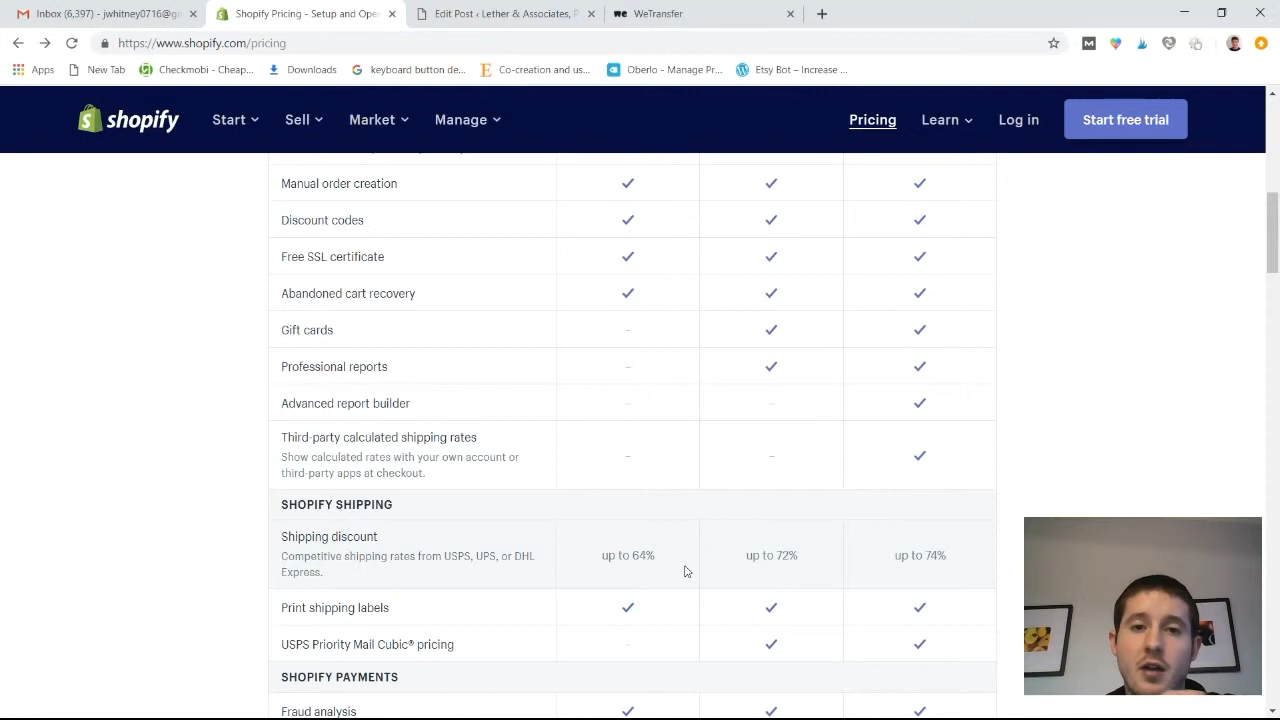 Inbox (6,397) - jwhitney0716@g
Shopify Pricing - Setup and Ope
Edit Post ‹ Lether & Associates, P
WeTransfer
https://www.shopify.com/pricing
Apps
New Tab
Checkmobi - Cheap...
Downloads
keyboard button de...
Co-creation and us...
Oberlo - Manage Pr...
Etsy Bot – Increase ...
shopify
Start
Sell
Market
Manage
Pricing
Learn
Log in
Start free trial
Manual order creation
Discount codes
Free SSL certificate
Abandoned cart recovery
Gift cards
Professional reports
Advanced report builder
Third-party calculated shipping rates
Show calculated rates with your own account or
third-party apps at checkout.
SHOPIFY SHIPPING
Shipping discount
Competitive shipping rates from USPS, UPS, or DHL
Express.
up to 64%
up to 72%
up to 74%
Print shipping labels
USPS Priority Mail Cubic® pricing
SHOPIFY PAYMENTS
Fraud analysis